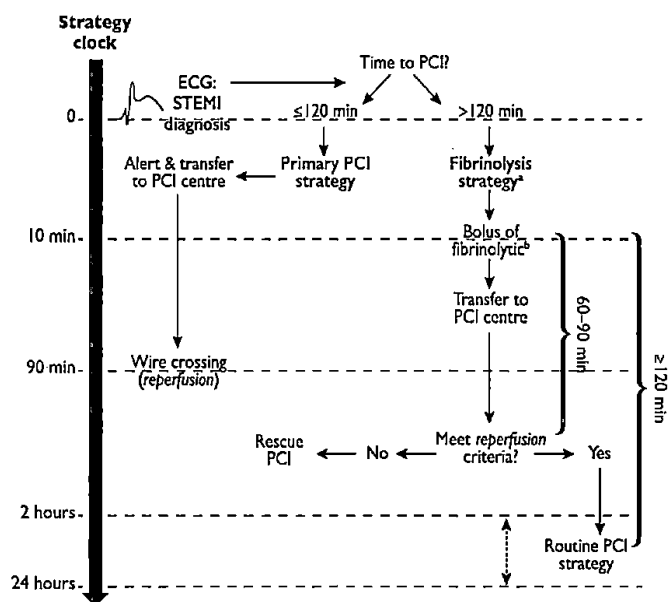 Strategy
clock
Time to PCI?
ECG:
STEMI
diagnosis
0
≤120 min
>120 min
Alert & transfer
to PCI centre
Primary PCI
strategy
Fibrinolysis
strategyᵃ
10 min
Bolus of
fibrinolyticᵇ
Transfer to
PCI centre
60–90 min
≥120 min
90 min
Wire crossing
(reperfusion)
Rescue
PCI
No
Meet reperfusion
criteria?
Yes
2 hours
Routine PCI
strategy
24 hours